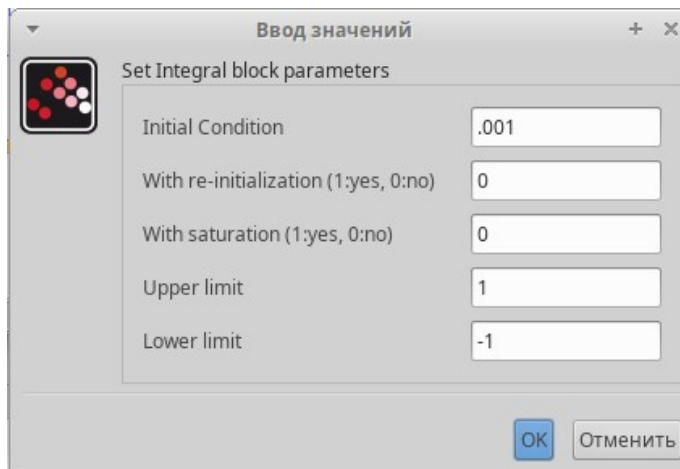 Ввод значений
Set Integral block parameters
Initial Condition .001
With re-initialization (1:yes, 0:no) 0
With saturation (1:yes, 0:no) 0
Upper limit 1
Lower limit -1
OK Отменить